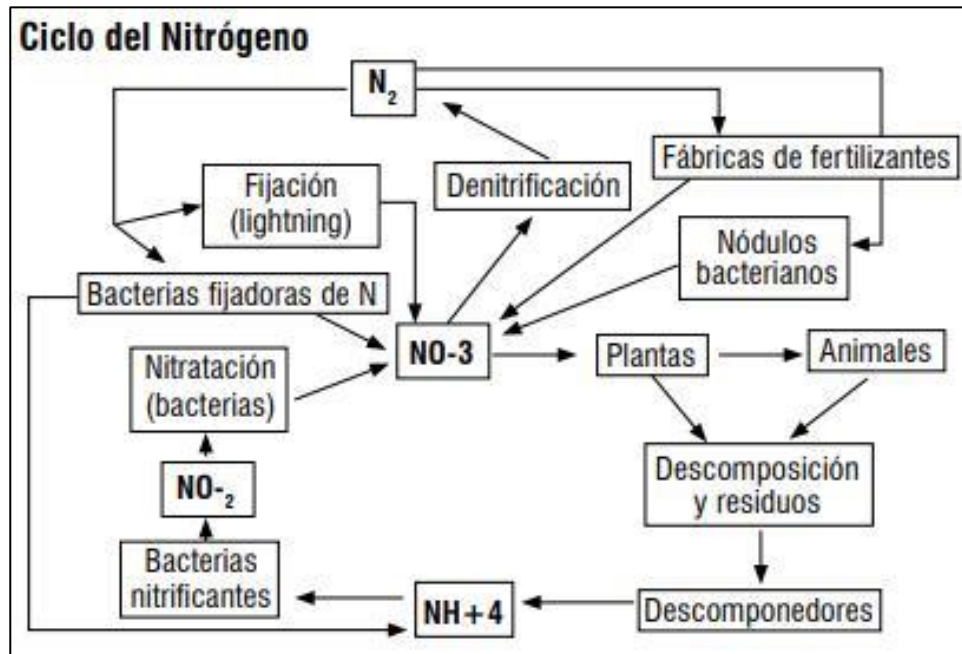 Ciclo del Nitrógeno
N₂
Fábricas de fertilizantes
Fijación
(lightning)
Denitrificación
Nódulos
bacterianos
Bacterias fijadoras de N
NO-3
Plantas
Animales
Nitratación
(bacterias)
Descomposición
y residuos
NO-₂
Bacterias
nitrificantes
NH+4
Descomponedores